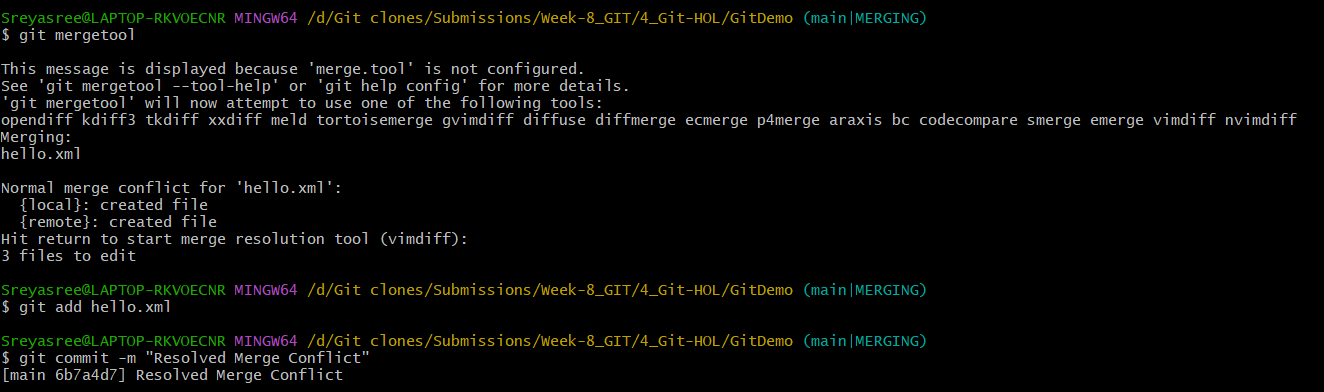 Sreyasree@LAPTOP-RKVOECNR MINGW64 /d/Git clones/Submissions/Week-8_GIT/4_Git-HOL/GitDemo (main|MERGING)
$ git mergetool

This message is displayed because 'merge.tool' is not configured.
See 'git mergetool --tool-help' or 'git help config' for more details.
'git mergetool' will now attempt to use one of the following tools:
opendiff kdiff3 tkdiff xxdiff meld tortoisemerge gvimdiff diffuse diffmerge ecmerge p4merge araxis bc codecompare smerge emerge vimdiff nvimdiff
Merging:
hello.xml

Normal merge conflict for 'hello.xml':
  {local}: created file
  {remote}: created file
Hit return to start merge resolution tool (vimdiff):
3 files to edit

Sreyasree@LAPTOP-RKVOECNR MINGW64 /d/Git clones/Submissions/Week-8_GIT/4_Git-HOL/GitDemo (main|MERGING)
$ git add hello.xml

Sreyasree@LAPTOP-RKVOECNR MINGW64 /d/Git clones/Submissions/Week-8_GIT/4_Git-HOL/GitDemo (main|MERGING)
$ git commit -m "Resolved Merge Conflict"
[main 6b7a4d7] Resolved Merge Conflict